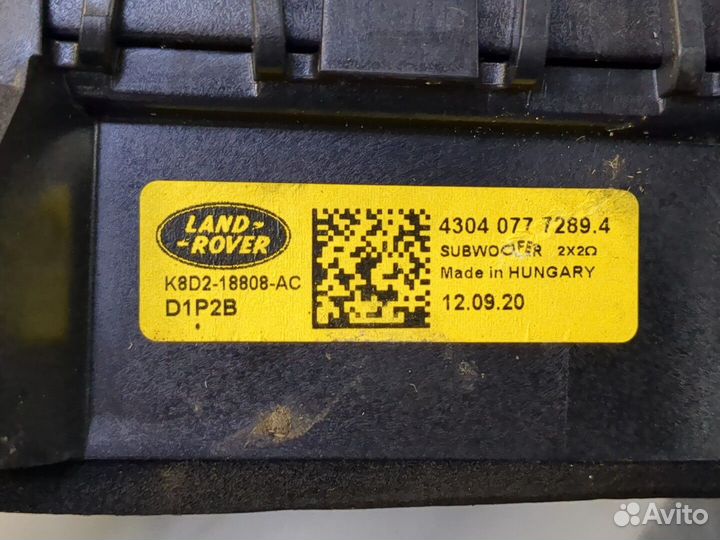 LAND-
-ROVER
K8D2-18808-AC
D1P2B
4304 077 7289.4
SUBWOOFER 2X2Ω
Made in HUNGARY
12.09.20
Avito